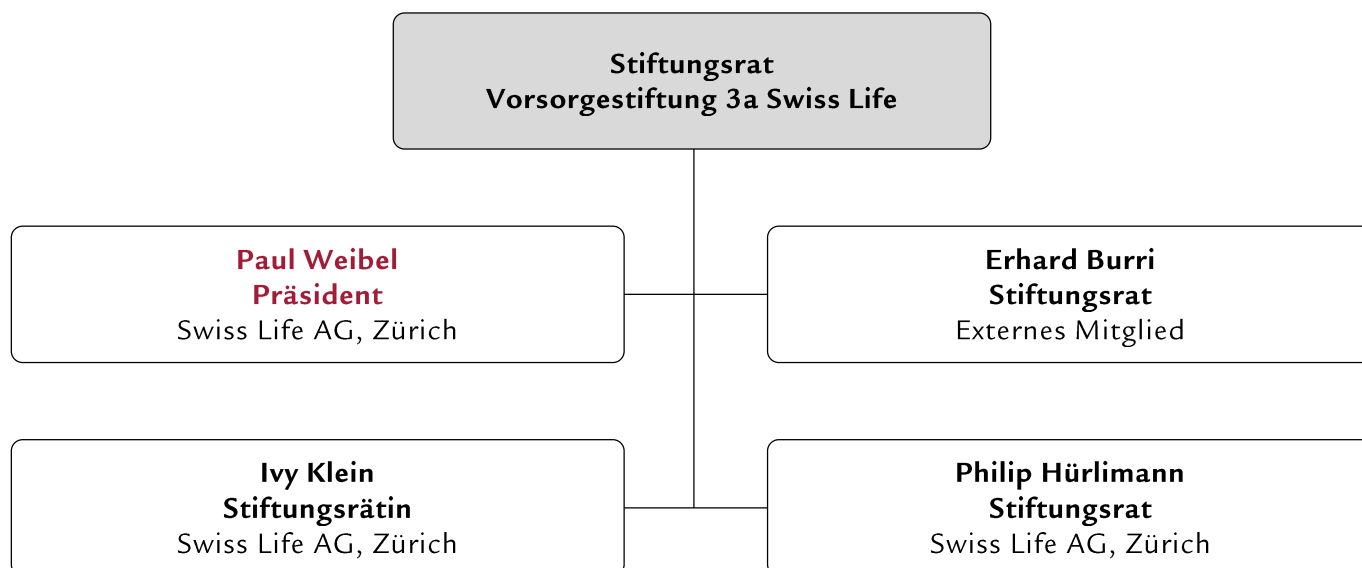 Stiftungsrat
Vorsorgestiftung 3a Swiss Life
Paul Weibel
Präsident
Swiss Life AG, Zürich
Erhard Burri
Stiftungsrat
Externes Mitglied
Ivy Klein
Stiftungsrätin
Swiss Life AG, Zürich
Philip Hürlimann
Stiftungsrat
Swiss Life AG, Zürich